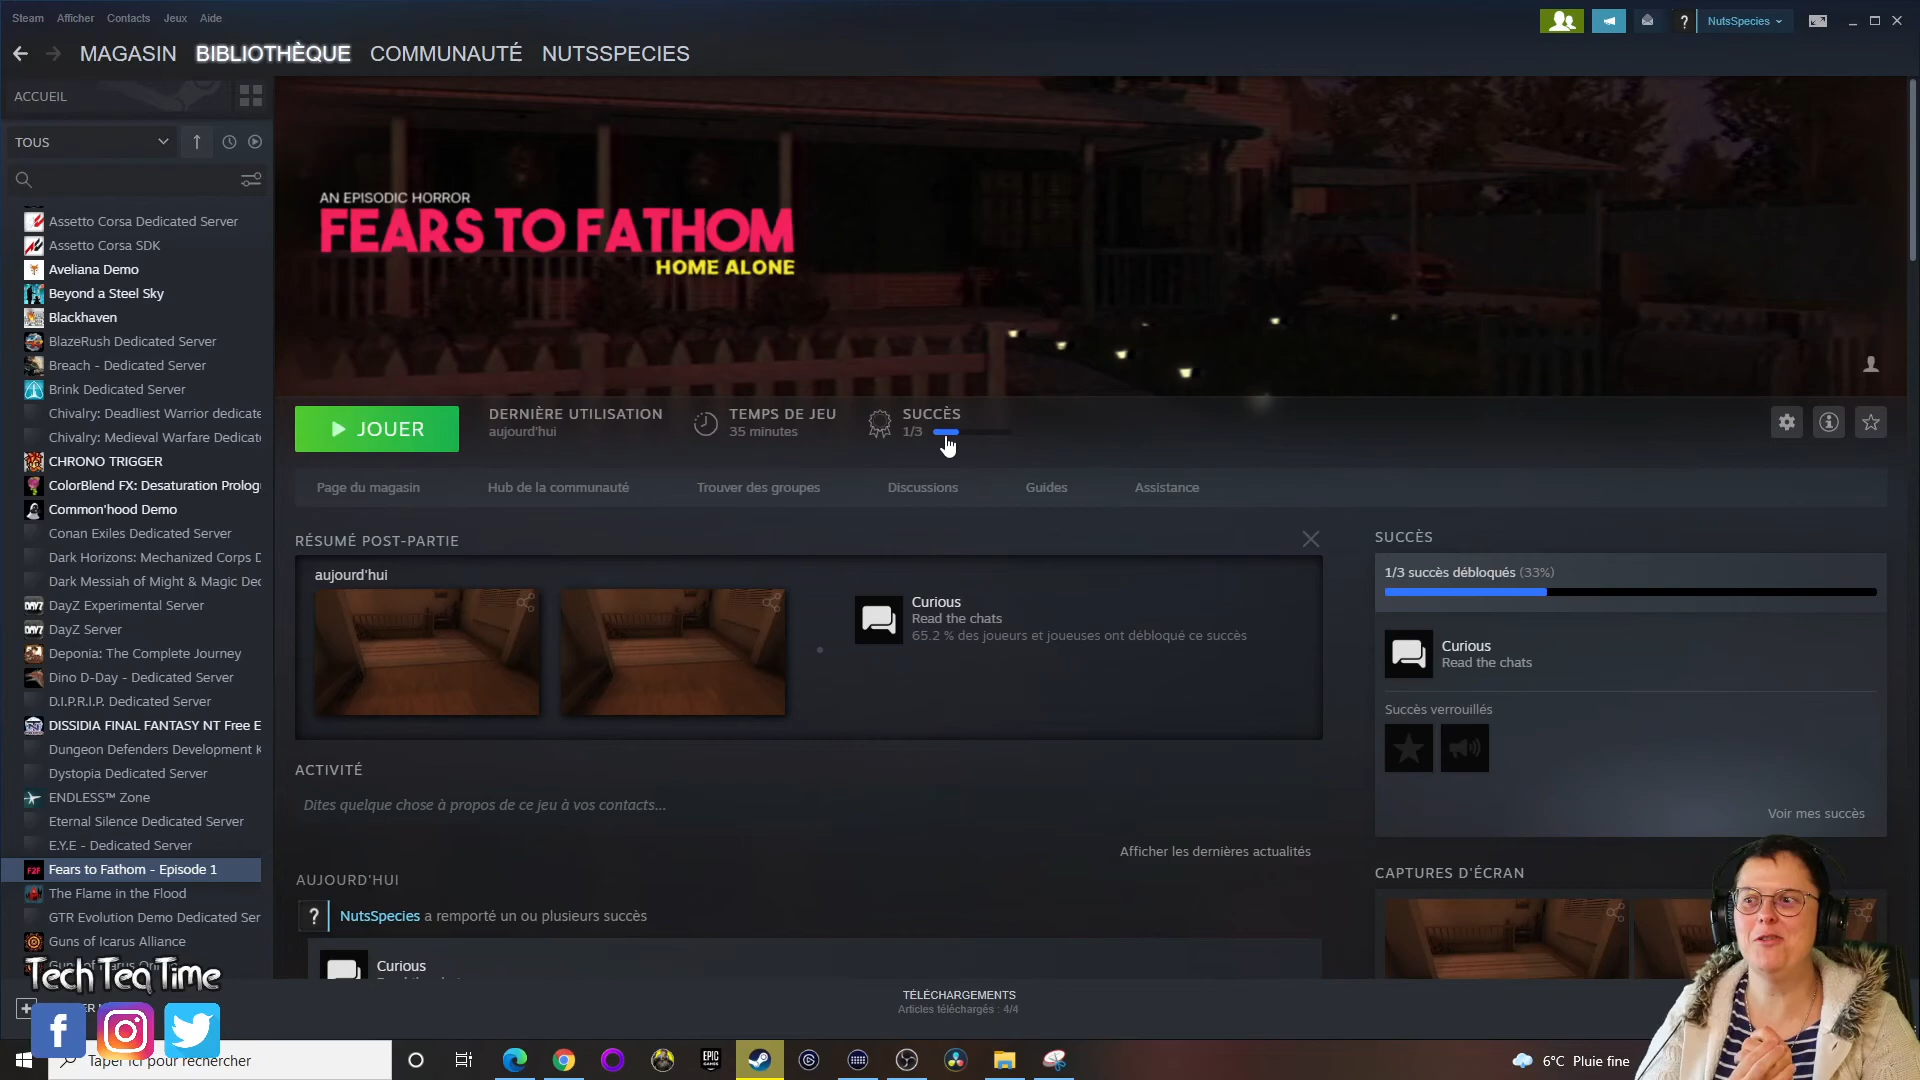 Steam Afficher Contacts Jeux Aide
? NutsSpecies
MAGASIN BIBLIOTHÈQUE COMMUNAUTÉ NUTSSPECIES
ACCUEIL
TOUS
Assetto Corsa Dedicated Server
Assetto Corsa SDK
Aveliana Demo
Beyond a Steel Sky
Blackhaven
BlazeRush Dedicated Server
Breach - Dedicated Server
Brink Dedicated Server
Chivalry: Deadliest Warrior dedicate
Chivalry: Medieval Warfare Dedicat
CHRONO TRIGGER
ColorBlend FX: Desaturation Prolog
Common'hood Demo
Conan Exiles Dedicated Server
Dark Horizons: Mechanized Corps D
Dark Messiah of Might & Magic Dec
DAYZ DayZ Experimental Server
DAYZ DayZ Server
Deponia: The Complete Journey
Dino D-Day - Dedicated Server
D.I.P.R.I.P. Dedicated Server
DISSIDIA FINAL FANTASY NT Free E
Dungeon Defenders Development K
Dystopia Dedicated Server
ENDLESS™ Zone
Eternal Silence Dedicated Server
E.Y.E - Dedicated Server
F2F Fears to Fathom - Episode 1
The Flame in the Flood
GTR Evolution Demo Dedicated Ser
Guns of Icarus Alliance
TechTeaTime
AN EPISODIC HORROR
FEARS TO FATHOM
HOME ALONE
JOUER
DERNIÈRE UTILISATION
aujourd'hui
TEMPS DE JEU
35 minutes
SUCCÈS
1/3
Page du magasin Hub de la communauté Trouver des groupes Discussions Guides Assistance
RÉSUMÉ POST-PARTIE
aujourd'hui
Curious
Read the chats
65.2 % des joueurs et joueuses ont débloqué ce succès
ACTIVITÉ
Dites quelque chose à propos de ce jeu à vos contacts...
Afficher les dernières actualités
AUJOURD'HUI
? NutsSpecies a remporté un ou plusieurs succès
Curious
SUCCÈS
1/3 succès débloqués (33%)
Curious
Read the chats
Succès verrouillés
Voir mes succès
CAPTURES D'ÉCRAN
TÉLÉCHARGEMENTS
Articles téléchargés : 4/4
Taper ici pour rechercher
EPIC GAMES
6°C Pluie fine